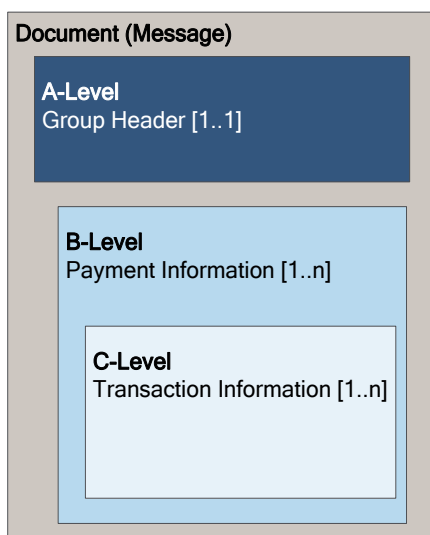 Document (Message)
A-Level
Group Header [1..1]
B-Level
Payment Information [1..n]
C-Level
Transaction Information [1..n]